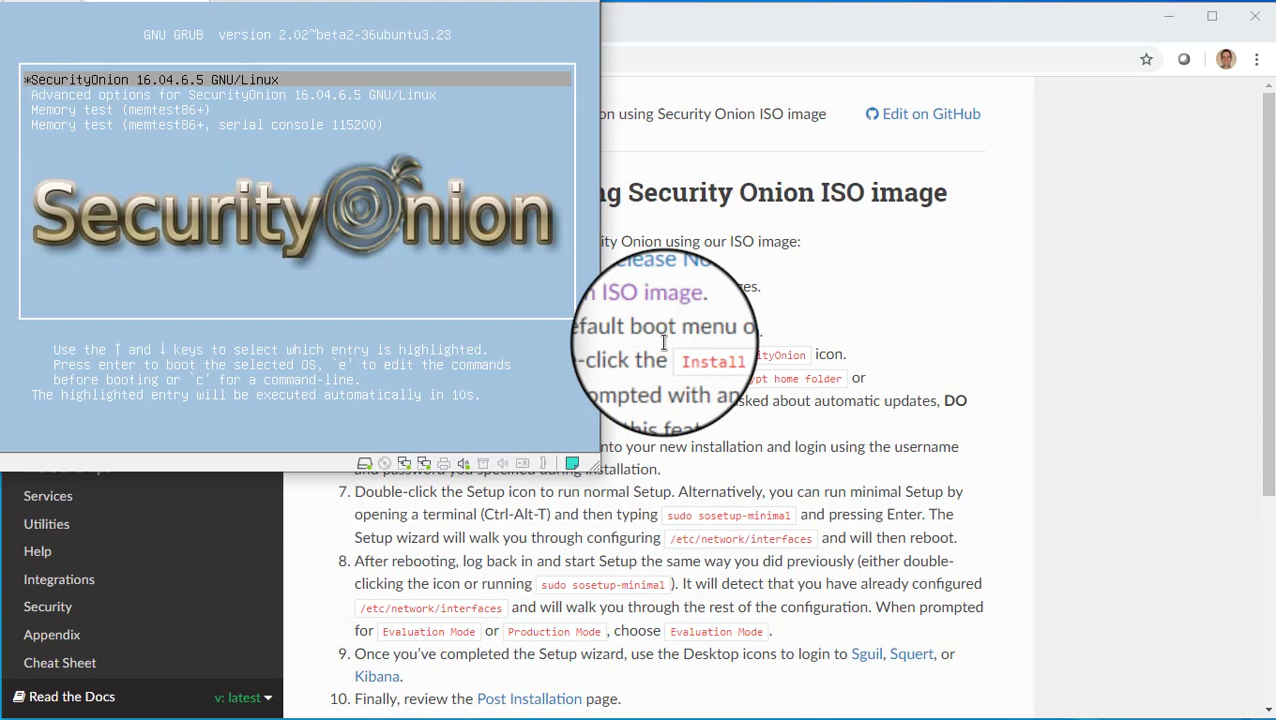 GNU GRUB version 2.02~beta2-36ubuntu3.23
*SecurityOnion 16.04.6.5 GNU/Linux
Advanced options for SecurityOnion 16.04.6.5 GNU/Linux
Memory test (memtest86+)
Memory test (memtest86+, serial console 115200)
SecurityOnion
Use the ↑ and ↓ keys to select which entry is highlighted.
Press enter to boot the selected OS, `e' to edit the commands
before booting or `c' for a command-line.
The highlighted entry will be executed automatically in 10s.
on using Security Onion ISO image
Edit on GitHub
ng Security Onion ISO image
ity Onion using our ISO image:
elease No
ges.
n ISO image.
efault boot menu o
-click the Install
ityOnion icon.
ypt home folder or
ompted with an
sked about automatic updates, DO
this feat
nto your new installation and login using the username
and password you specified during installation.
7. Double-click the Setup icon to run normal Setup. Alternatively, you can run minimal Setup by
opening a terminal (Ctrl-Alt-T) and then typing sudo sosetup-minimal and pressing Enter. The
Setup wizard will walk you through configuring /etc/network/interfaces and will then reboot.
8. After rebooting, log back in and start Setup the same way you did previously (either double-
clicking the icon or running sudo sosetup-minimal ). It will detect that you have already configured
/etc/network/interfaces and will walk you through the rest of the configuration. When prompted
for Evaluation Mode or Production Mode , choose Evaluation Mode .
9. Once you've completed the Setup wizard, use the Desktop icons to login to Sguil, Squert, or
Kibana.
10. Finally, review the Post Installation page.
Services
Utilities
Help
Integrations
Security
Appendix
Cheat Sheet
Read the Docs
v: latest